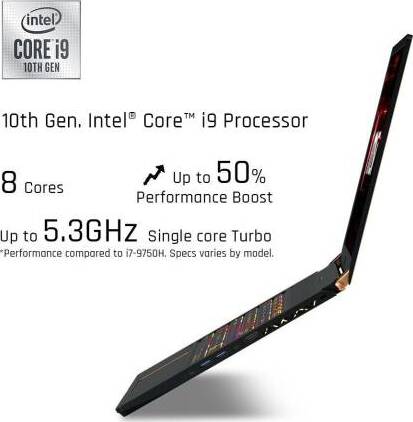 intel®
CORE i9
10TH GEN
10th Gen. Intel® Core™ i9 Processor
8 Cores
Up to 50%
Performance Boost
Up to 5.3GHz Single core Turbo
*Performance compared to i7-9750H. Specs varies by model.